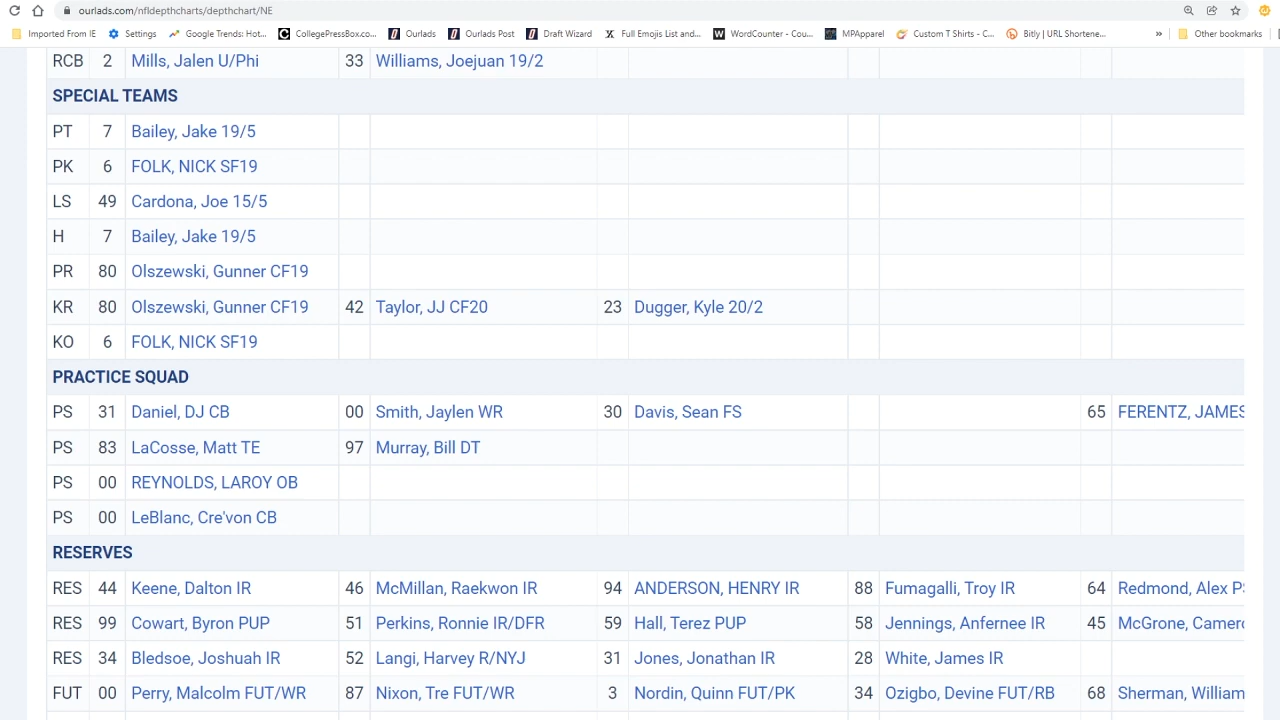 ourlads.com/nfldepthcharts/depthchart/NE
Imported From IE Settings Google Trends: Hot... CollegePressBox.co... Ourlads Ourlads Post Draft Wizard Full Emojis List and... WordCounter - Cou... MPApparel Custom T Shirts - C... Bitly | URL Shortene... » Other bookmarks
RCB 2 Mills, Jalen U/Phi 33 Williams, Joejuan 19/2
SPECIAL TEAMS
PT 7 Bailey, Jake 19/5
PK 6 FOLK, NICK SF19
LS 49 Cardona, Joe 15/5
H 7 Bailey, Jake 19/5
PR 80 Olszewski, Gunner CF19
KR 80 Olszewski, Gunner CF19 42 Taylor, JJ CF20 23 Dugger, Kyle 20/2
KO 6 FOLK, NICK SF19
PRACTICE SQUAD
PS 31 Daniel, DJ CB 00 Smith, Jaylen WR 30 Davis, Sean FS 65 FERENTZ, JAMES
PS 83 LaCosse, Matt TE 97 Murray, Bill DT
PS 00 REYNOLDS, LAROY OB
PS 00 LeBlanc, Cre'von CB
RESERVES
RES 44 Keene, Dalton IR 46 McMillan, Raekwon IR 94 ANDERSON, HENRY IR 88 Fumagalli, Troy IR 64 Redmond, Alex P
RES 99 Cowart, Byron PUP 51 Perkins, Ronnie IR/DFR 59 Hall, Terez PUP 58 Jennings, Anfernee IR 45 McGrone, Camero
RES 34 Bledsoe, Joshuah IR 52 Langi, Harvey R/NYJ 31 Jones, Jonathan IR 28 White, James IR
FUT 00 Perry, Malcolm FUT/WR 87 Nixon, Tre FUT/WR 3 Nordin, Quinn FUT/PK 34 Ozigbo, Devine FUT/RB 68 Sherman, William